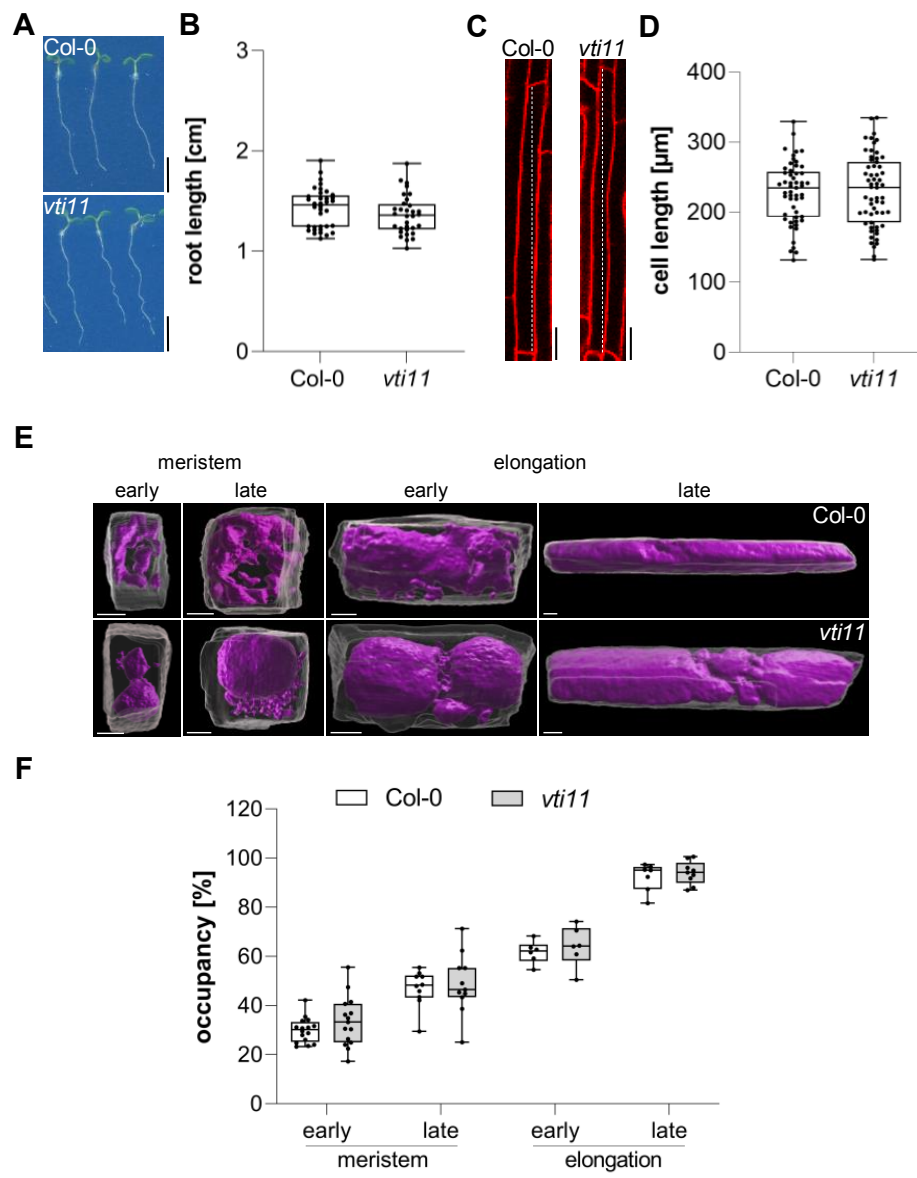 A
Col-0
vti11
B
root length [cm]
3
2
1
0
Col-0
vti11
C
Col-0 vti11
D
cell length [µm]
400
300
200
100
0
Col-0
vti11
E
meristem
elongation
early
late
early
late
Col-0
vti11
F
Col-0
vti11
occupancy [%]
120
100
80
60
40
20
0
early
late
early
late
meristem
elongation